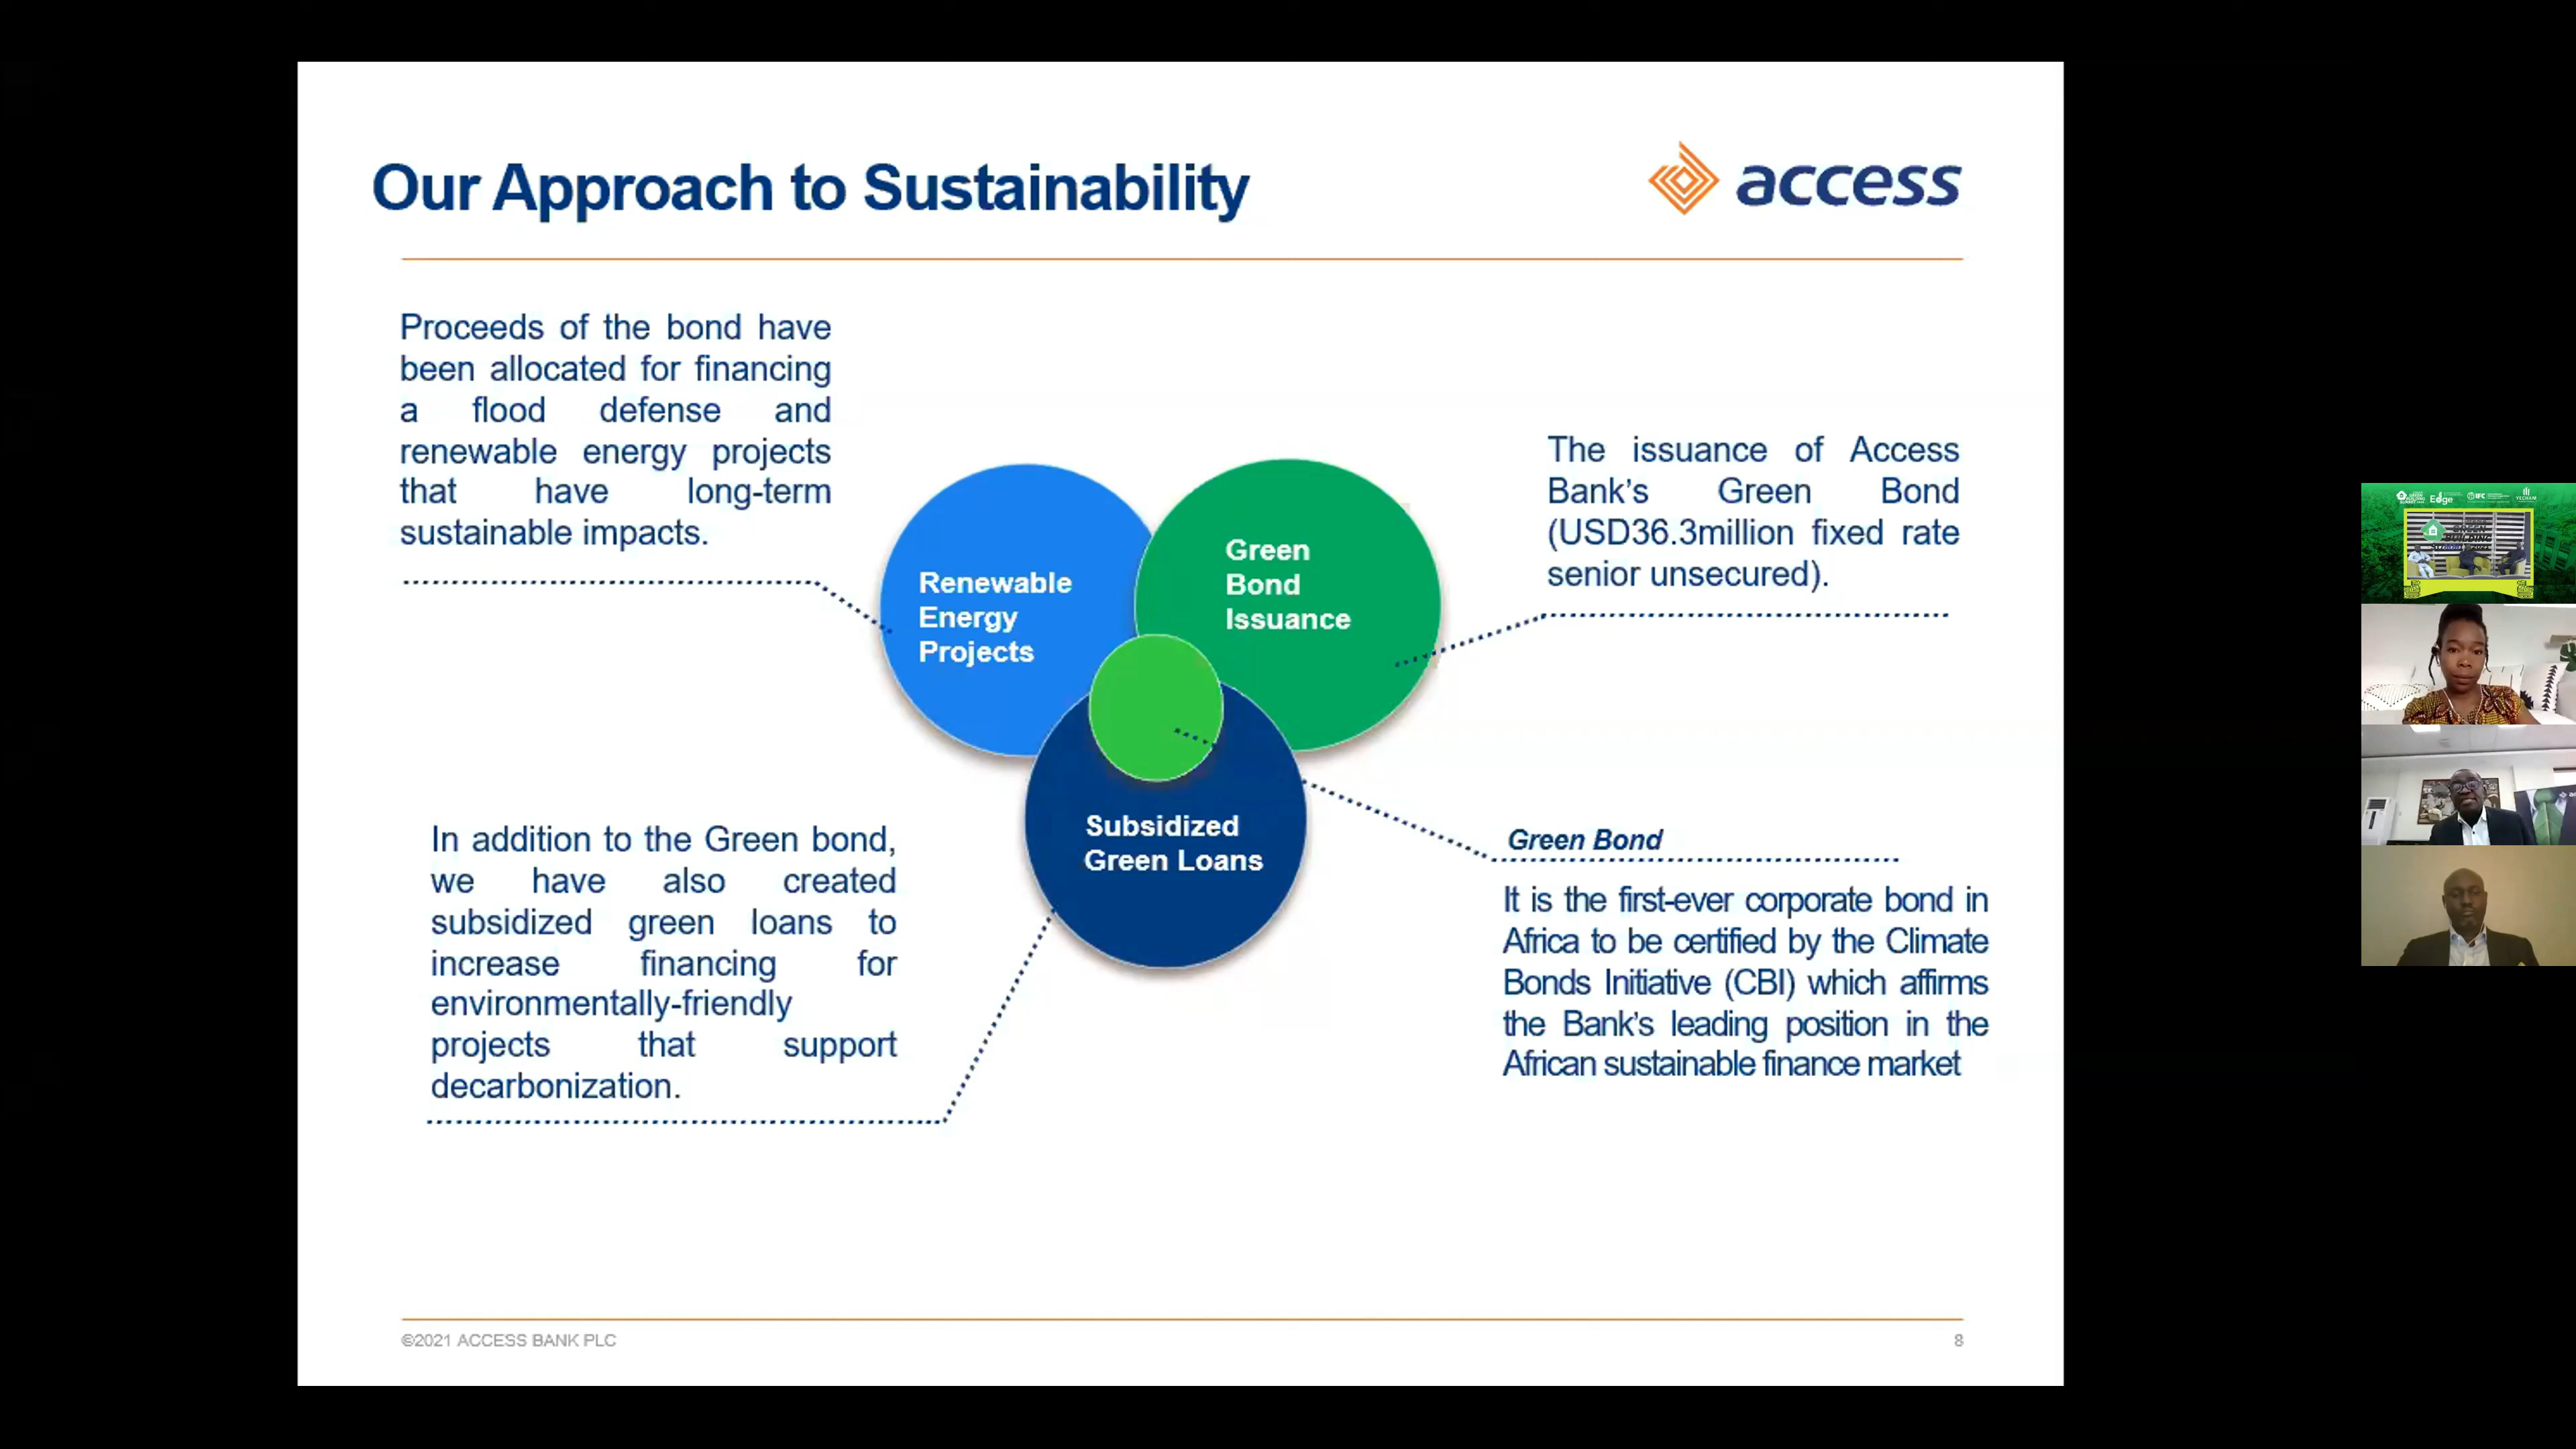 Our Approach to Sustainability
access
Proceeds of the bond have
been allocated for financing
a flood defense and
renewable energy projects
that have long-term
sustainable impacts.
The issuance of Access
Bank's Green Bond
(USD36.3million fixed rate
senior unsecured).
Renewable
Energy
Projects
Green
Bond
Issuance
Subsidized
Green Loans
In addition to the Green bond,
we have also created
subsidized green loans to
increase financing for
environmentally-friendly
projects that support
decarbonization.
Green Bond
It is the first-ever corporate bond in
Africa to be certified by the Climate
Bonds Initiative (CBI) which affirms
the Bank's leading position in the
African sustainable finance market
©2021 ACCESS BANK PLC
8
Edge
IFC